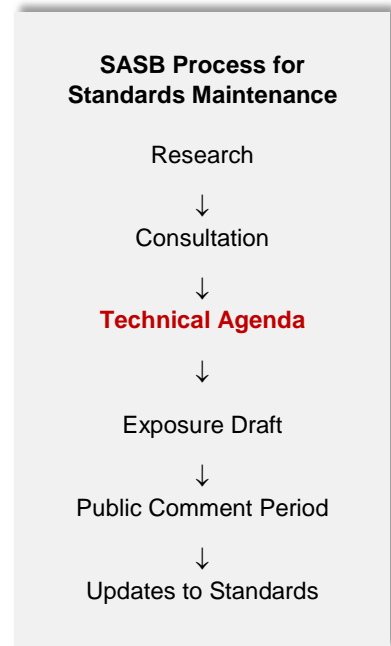 SASB Process for
Standards Maintenance
Research
↓
Consultation
↓
Technical Agenda
↓
Exposure Draft
↓
Public Comment Period
↓
Updates to Standards